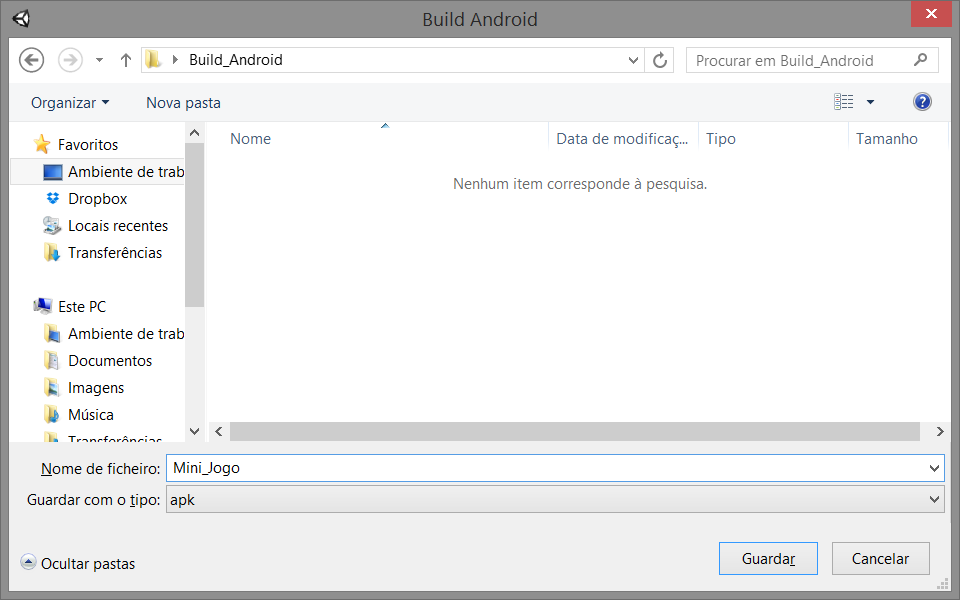 Build Android
Build_Android
Procurar em Build_Android
Organizar
Nova pasta
Nome
Data de modificaç...
Tipo
Tamanho
Nenhum item corresponde à pesquisa.
Favoritos
Ambiente de trab
Dropbox
Locais recentes
Transferências
Este PC
Ambiente de trab
Documentos
Imagens
Música
Transferências
Nome de ficheiro: Mini_Jogo
Guardar com o tipo: apk
Ocultar pastas
Guardar
Cancelar